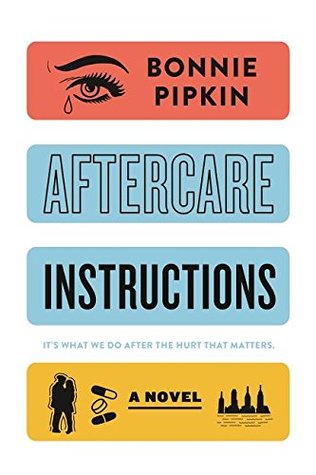 BONNIE
PIPKIN
AFTERCARE
INSTRUCTIONS
IT'S WHAT WE DO AFTER THE HURT THAT MATTERS.
A NOVEL